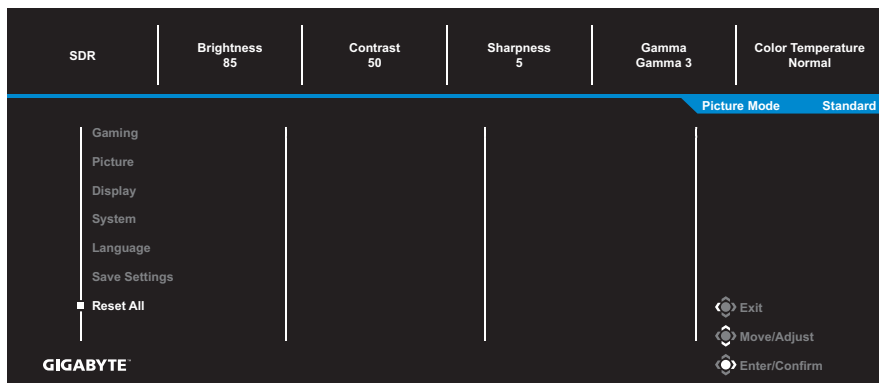 SDR
Brightness
85
Contrast
50
Sharpness
5
Gamma
Gamma 3
Color Temperature
Normal
Picture Mode Standard
Gaming
Picture
Display
System
Language
Save Settings
Reset All
Exit
Move/Adjust
Enter/Confirm
GIGABYTE™